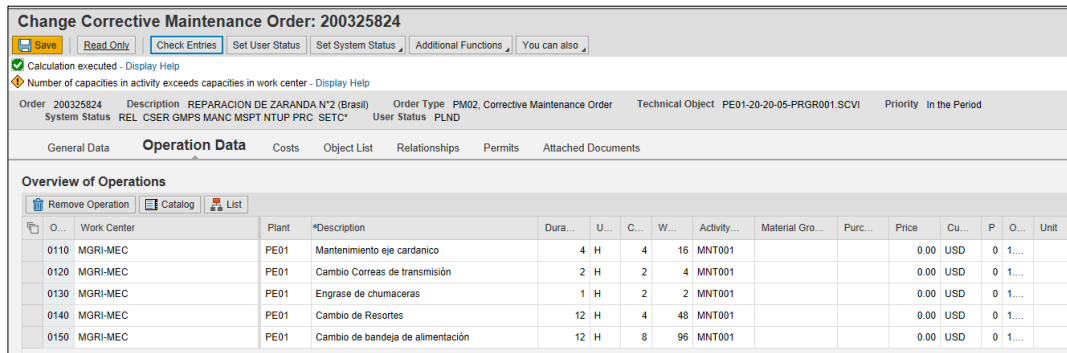 Change Corrective Maintenance Order: 200325824
Save Read Only Check Entries Set User Status Set System Status Additional Functions You can also
Calculation executed - Display Help
Number of capacities in activity exceeds capacities in work center - Display Help
Order 200325824 Description REPARACION DE ZARANDA N°2 (Brasil) Order Type PM02, Corrective Maintenance Order Technical Object PE01-20-20-05-PRGR001.SCVI Priority In the Period
System Status REL CSER GMPS MANC MSPT NTUP PRC SETC* User Status PLND
General Data Operation Data Costs Object List Relationships Permits Attached Documents
Overview of Operations
Remove Operation Catalog List
O... Work Center Plant *Description Dura... U... C... W... Activity... Material Gro... Purc... Price Cu... P O... Unit
0110 MGRI-MEC PE01 Mantenimiento eje cardanico 4 H 4 16 MNT001 0.00 USD 0 1....
0120 MGRI-MEC PE01 Cambio Correas de transmisión 2 H 2 4 MNT001 0.00 USD 0 1....
0130 MGRI-MEC PE01 Engrase de chumaceras 1 H 2 2 MNT001 0.00 USD 0 1....
0140 MGRI-MEC PE01 Cambio de Resortes 12 H 4 48 MNT001 0.00 USD 0 1....
0150 MGRI-MEC PE01 Cambio de bandeja de alimentación 12 H 8 96 MNT001 0.00 USD 0 1....